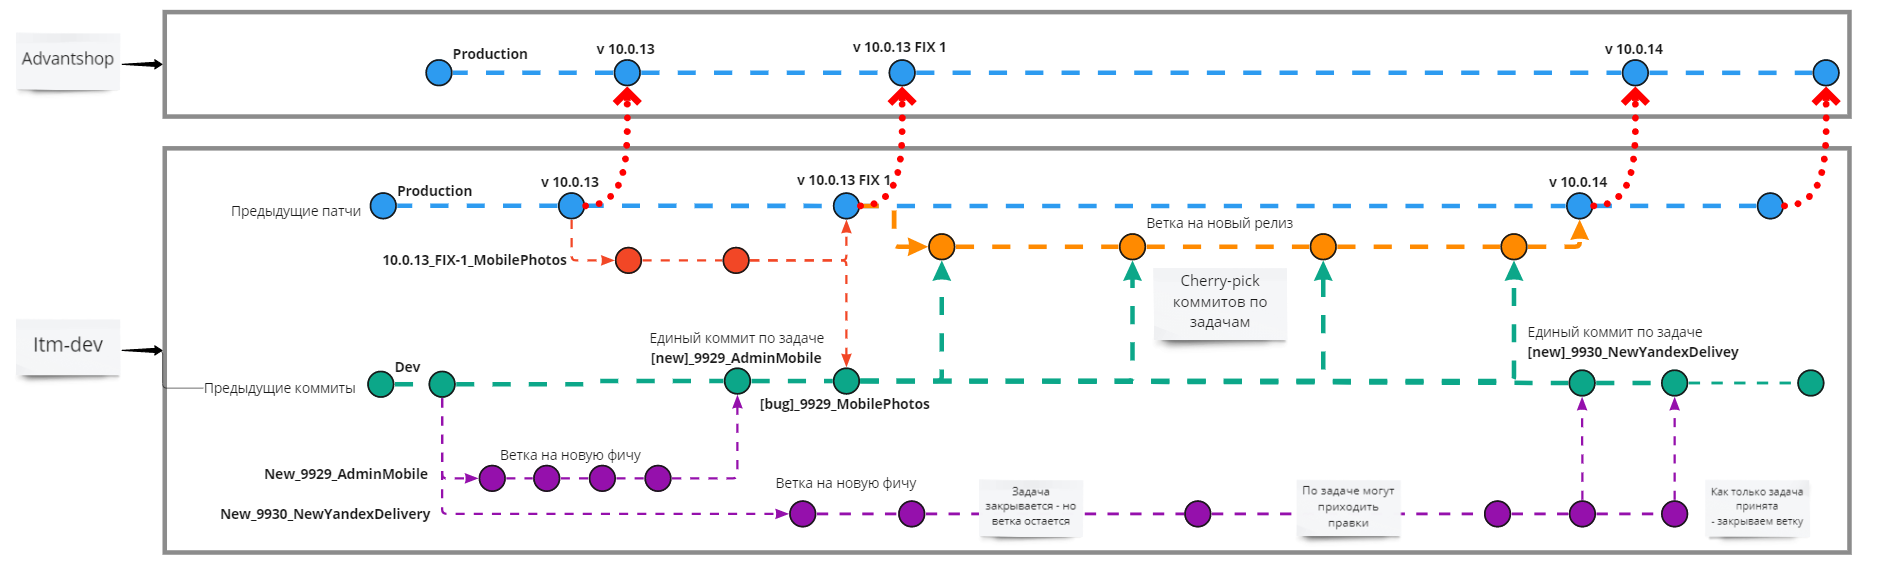 Advantshop
Production
v 10.0.13
v 10.0.13 FIX 1
v 10.0.14
Itm-dev
Предыдущие патчи
Production
v 10.0.13
v 10.0.13 FIX 1
v 10.0.14
Ветка на новый релиз
10.0.13_FIX-1_MobilePhotos
Cherry-pick
коммитов по
задачам
Единый коммит по задаче
[new]_9929_AdminMobile
Единый коммит по задаче
[new]_9930_NewYandexDelivey
Предыдущие коммиты
Dev
[bug]_9929_MobilePhotos
Ветка на новую фичу
New_9929_AdminMobile
Ветка на новую фичу
New_9930_NewYandexDelivery
Задача
закрывается - но
ветка остается
По задаче могут
приходить
правки
Как только задача
принята
- закрываем ветку